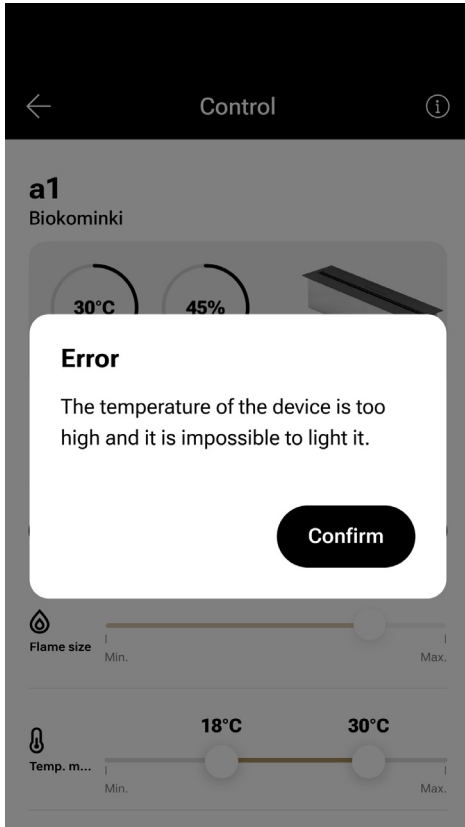 Control
a1
Biokominki
30°C 45%
Error
The temperature of the device is too
high and it is impossible to light it.
Confirm
Flame size
Min. Max.
18°C 30°C
Temp. m...
Min. Max.